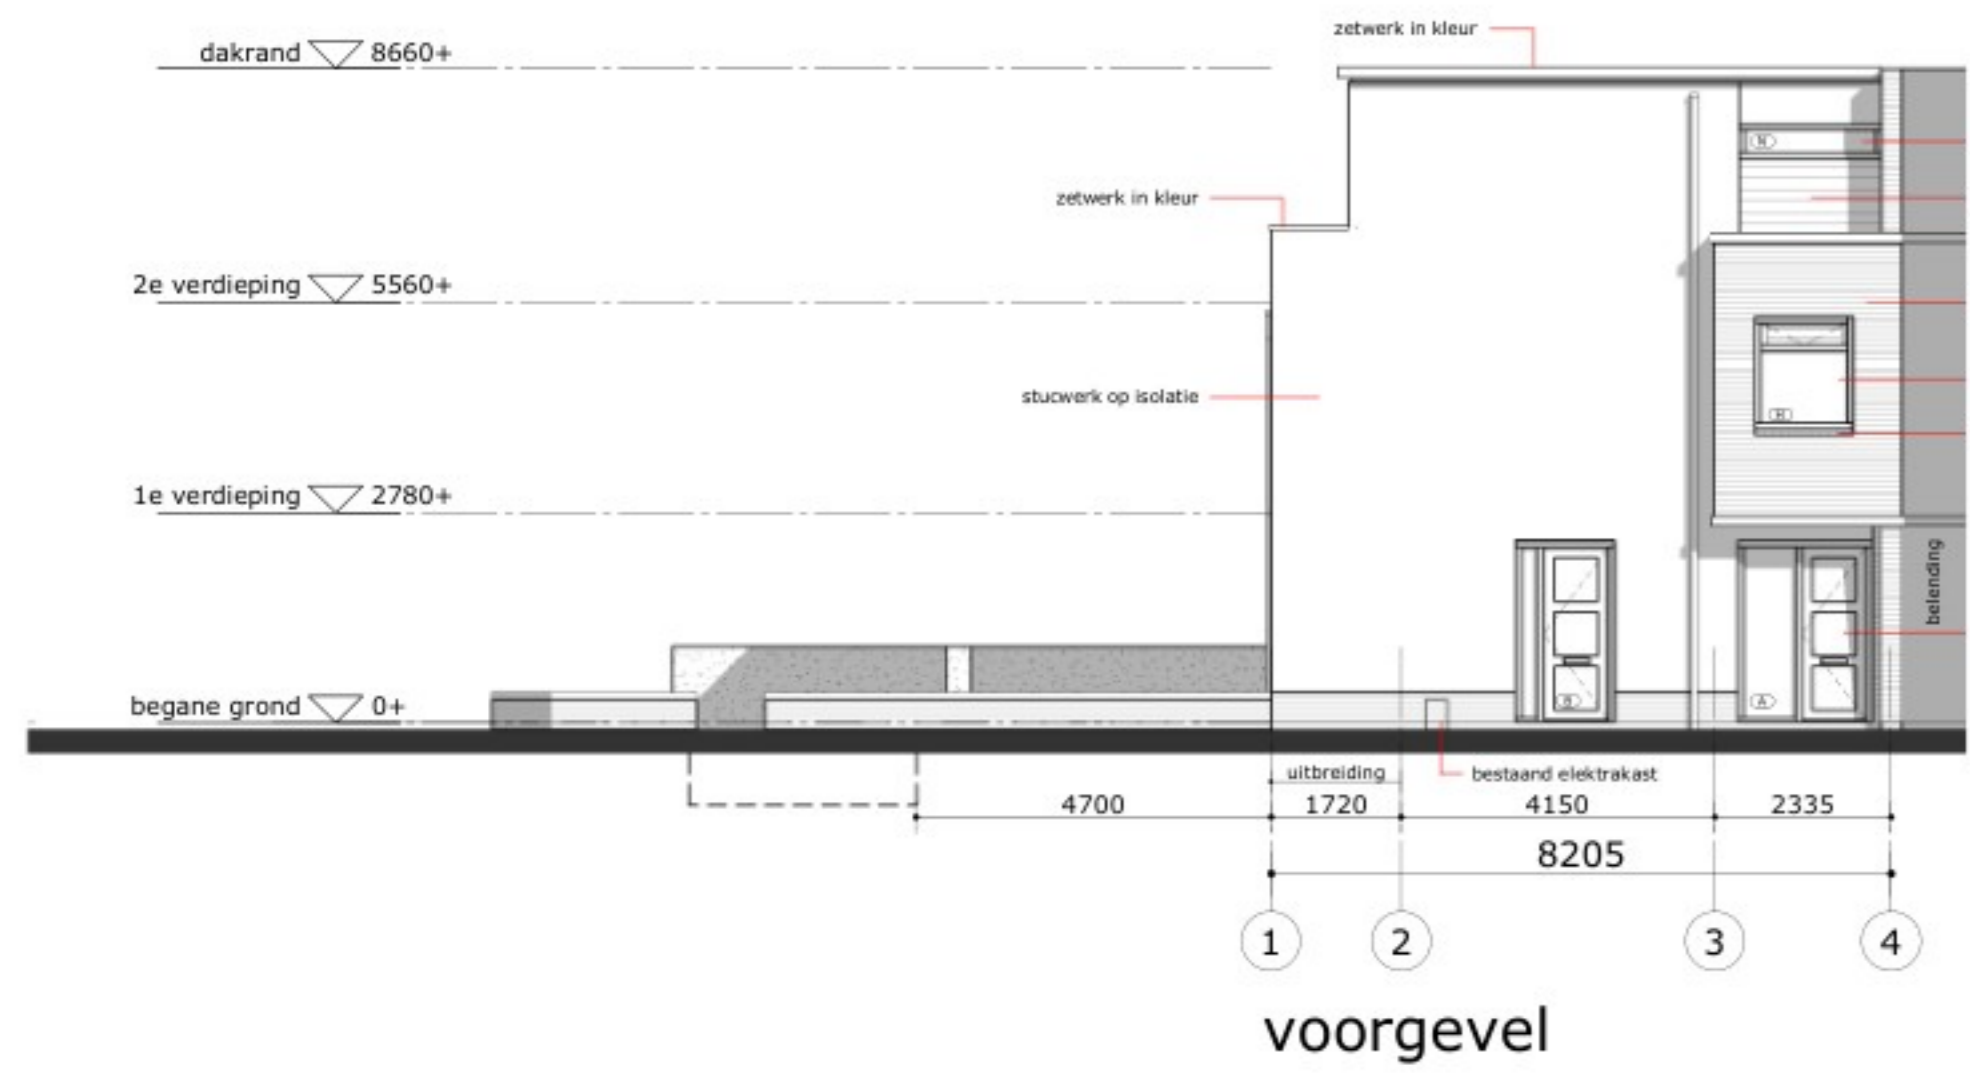 zetwerk in kleur
dakrand 8660+
N
zetwerk in kleur
2e verdieping 5560+
stucwerk op isolatie
1e verdieping 2780+
belending
begane grond 0+
B
A
uitbreiding
bestaand elektrakast
4700 1720 4150 2335
8205
1 2 3 4
voorgevel